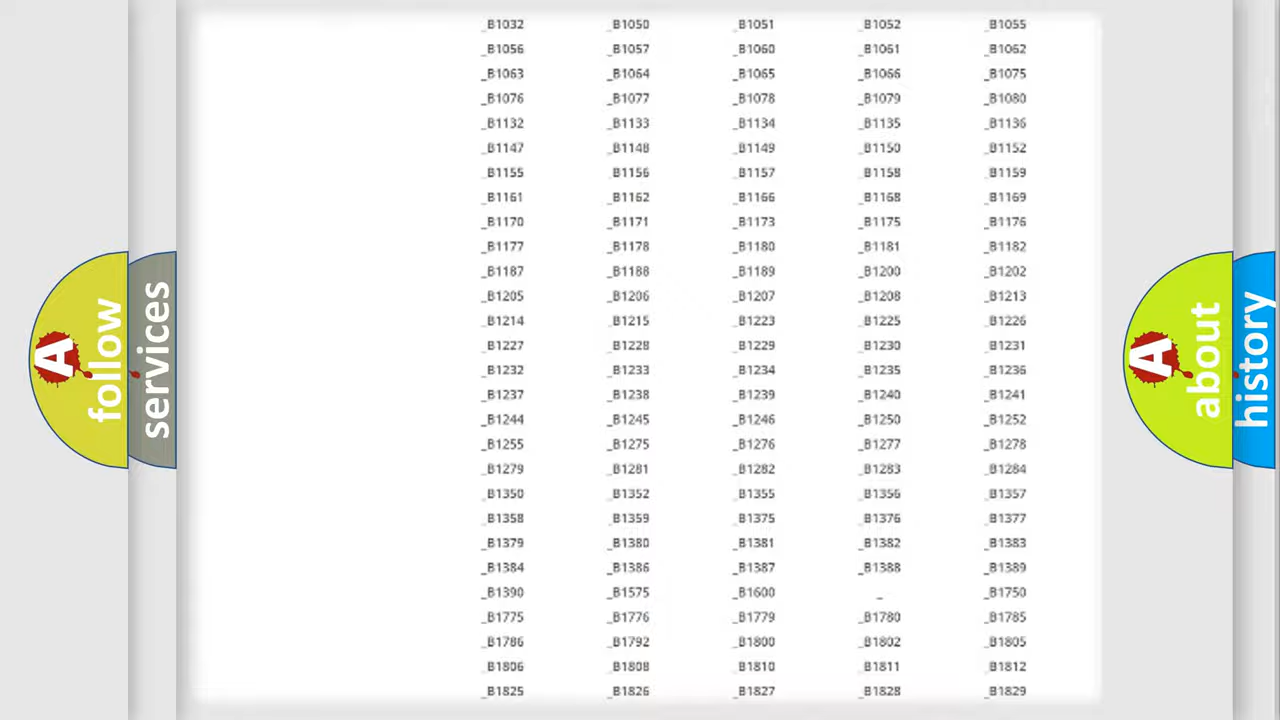 _B1032 _B1050 _B1051 _B1052 _B1055
_B1056 _B1057 _B1060 _B1061 _B1062
_B1063 _B1064 _B1065 _B1066 _B1075
_B1076 _B1077 _B1078 _B1079 _B1080
_B1132 _B1133 _B1134 _B1135 _B1136
_B1147 _B1148 _B1149 _B1150 _B1152
_B1155 _B1156 _B1157 _B1158 _B1159
_B1161 _B1162 _B1166 _B1168 _B1169
_B1170 _B1171 _B1173 _B1175 _B1176
_B1177 _B1178 _B1180 _B1181 _B1182
_B1187 _B1188 _B1189 _B1200 _B1202
_B1205 _B1206 _B1207 _B1208 _B1213
_B1214 _B1215 _B1223 _B1225 _B1226
_B1227 _B1228 _B1229 _B1230 _B1231
_B1232 _B1233 _B1234 _B1235 _B1236
_B1237 _B1238 _B1239 _B1240 _B1241
_B1244 _B1245 _B1246 _B1250 _B1252
_B1255 _B1275 _B1276 _B1277 _B1278
_B1279 _B1281 _B1282 _B1283 _B1284
_B1350 _B1352 _B1355 _B1356 _B1357
_B1358 _B1359 _B1375 _B1376 _B1377
_B1379 _B1380 _B1381 _B1382 _B1383
_B1384 _B1386 _B1387 _B1388 _B1389
_B1390 _B1575 _B1600 _ _B1750
_B1775 _B1776 _B1779 _B1780 _B1785
_B1786 _B1792 _B1800 _B1802 _B1805
_B1806 _B1808 _B1810 _B1811 _B1812
_B1825 _B1826 _B1827 _B1828 _B1829
A follow
services
A about
history